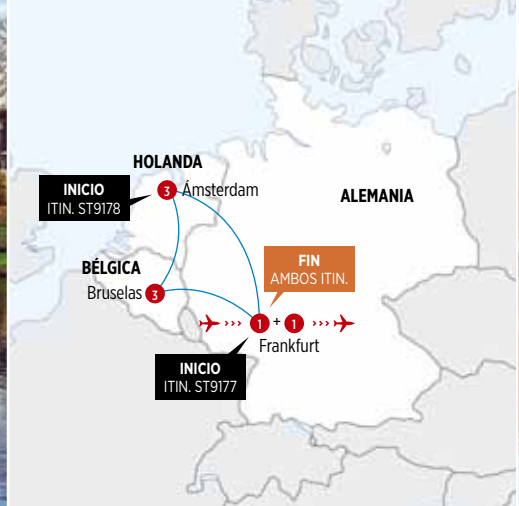 HOLANDA
INICIO
ITIN. ST9178
3 Ámsterdam
ALEMANIA
BÉLGICA
Bruselas 3
FIN
AMBOS ITIN.
1 + 1
Frankfurt
INICIO
ITIN. ST9177